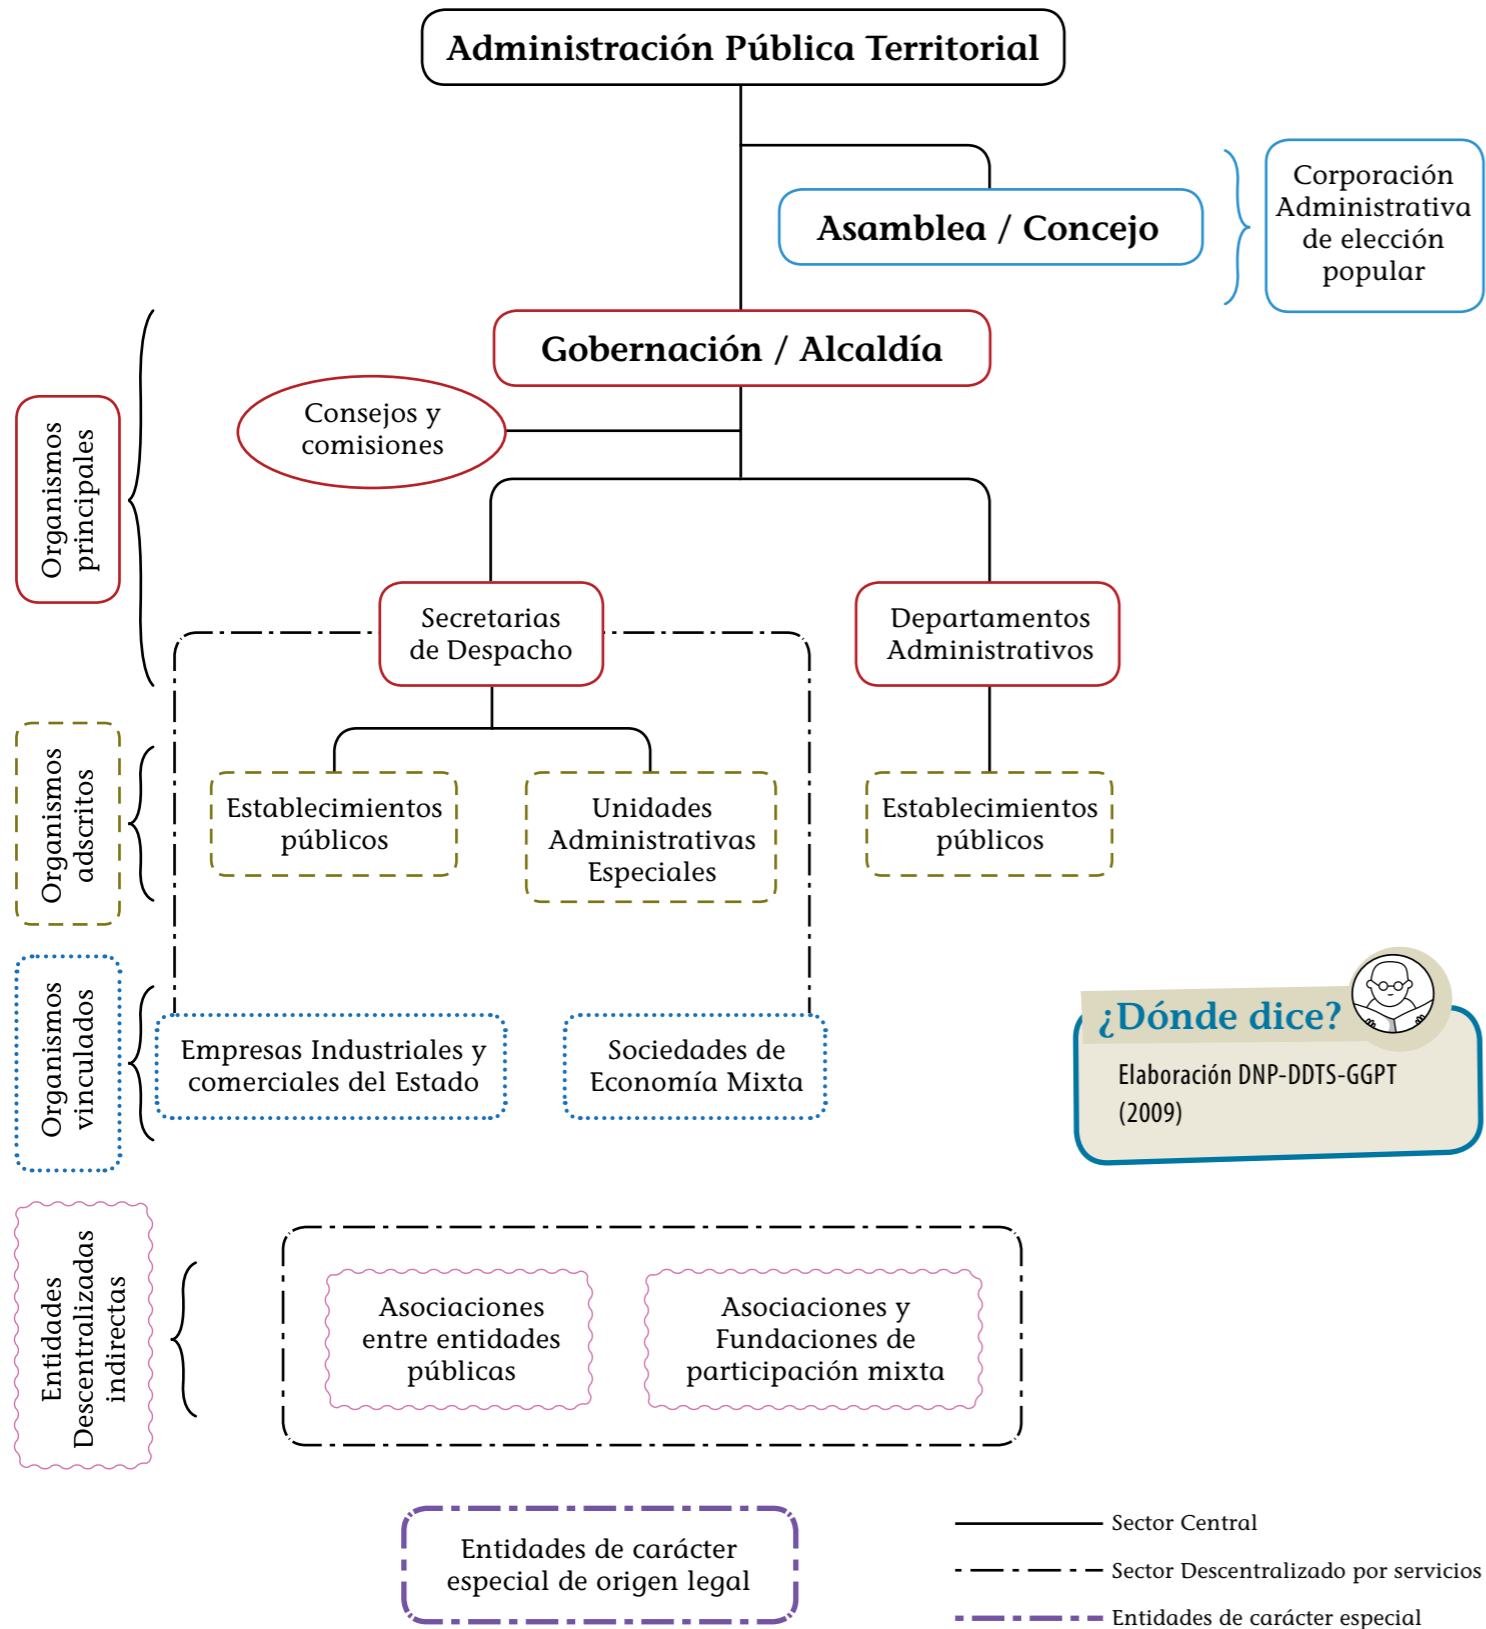 Administración Pública Territorial
Asamblea / Concejo
Corporación
Administrativa
de elección
popular
Gobernación / Alcaldía
Consejos y
comisiones
Organismos
principales
Secretarias
de Despacho
Departamentos
Administrativos
Organismos
adscritos
Establecimientos
públicos
Unidades
Administrativas
Especiales
Establecimientos
públicos
Organismos
vinculados
Empresas Industriales y
comerciales del Estado
Sociedades de
Economía Mixta
¿Dónde dice?
Elaboración DNP-DDTS-GGPT
(2009)
Entidades
Descentralizadas
indirectas
Asociaciones
entre entidades
públicas
Asociaciones y
Fundaciones de
participación mixta
Entidades de carácter
especial de origen legal
Sector Central
Sector Descentralizado por servicios
Entidades de carácter especial